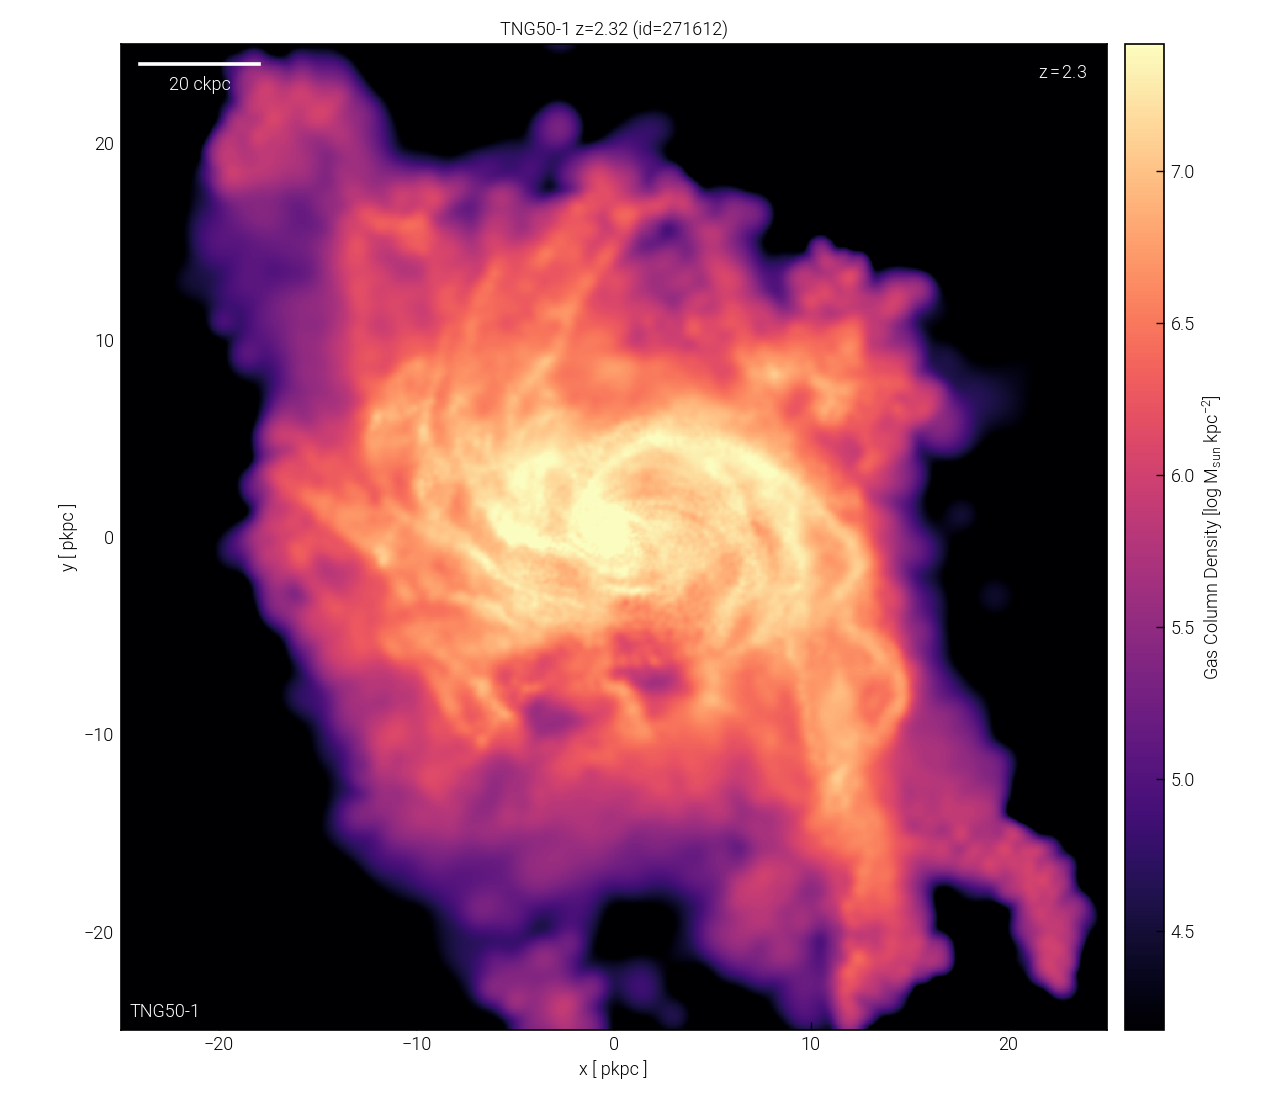 TNG50-1 z=2.32 (id=271612)
20 ckpc
z=2.3
20
10
0
−10
−20
y [ pkpc ]
TNG50-1
−20
−10
0
10
20
x [ pkpc ]
7.0
6.5
6.0
5.5
5.0
4.5
Gas Column Density [log M_sun kpc^−2]